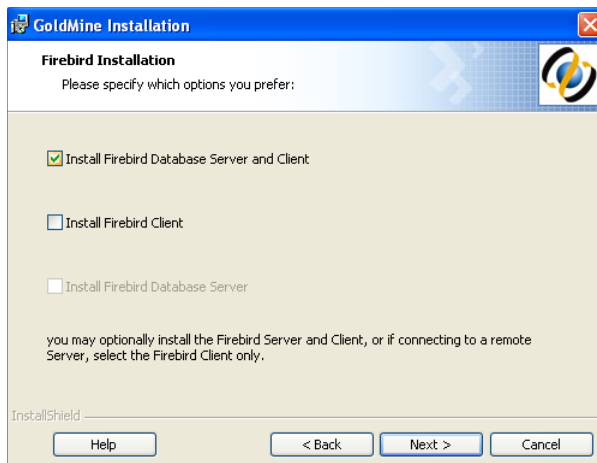 GoldMine Installation
Firebird Installation
Please specify which options you prefer:
Install Firebird Database Server and Client
Install Firebird Client
Install Firebird Database Server
you may optionally install the Firebird Server and Client, or if connecting to a remote
Server, select the Firebird Client only.
InstallShield
Help
< Back
Next >
Cancel